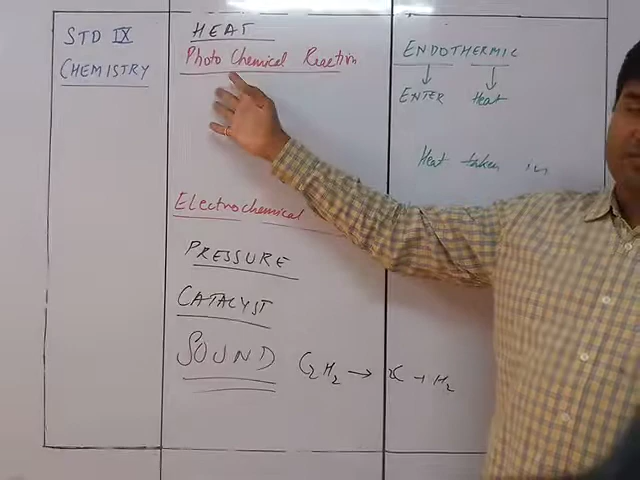 STD IX
CHEMISTRY
HEAT
Photo Chemical Reaction
Electrochemical
PRESSURE
CATALYST
SOUND C2H2 → 2C + H2
ENDOTHERMIC
↓ ↓
ENTER Heat
Heat taken in